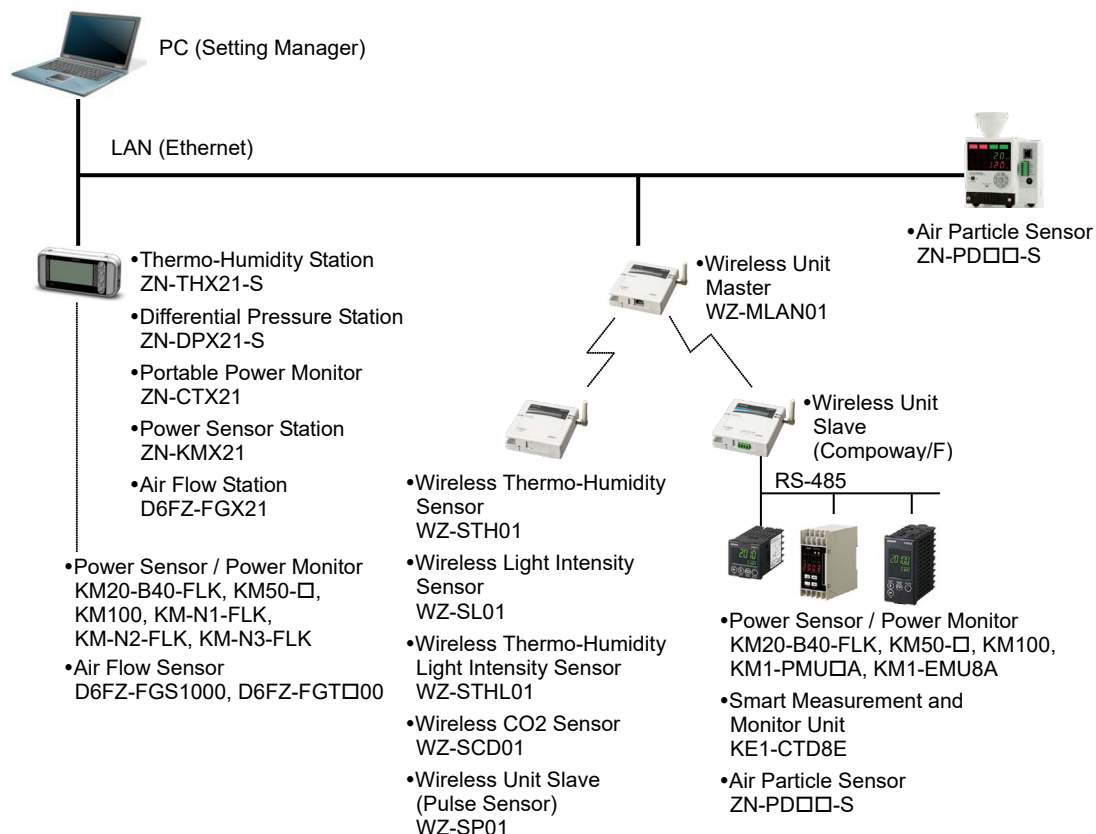 PC (Setting Manager)
LAN (Ethernet)
•Air Particle Sensor
ZN-PD□□-S
•Thermo-Humidity Station
ZN-THX21-S
•Differential Pressure Station
ZN-DPX21-S
•Portable Power Monitor
ZN-CTX21
•Power Sensor Station
ZN-KMX21
•Air Flow Station
D6FZ-FGX21
•Power Sensor / Power Monitor
KM20-B40-FLK, KM50-□,
KM100, KM-N1-FLK,
KM-N2-FLK, KM-N3-FLK
•Air Flow Sensor
D6FZ-FGS1000, D6FZ-FGT□00
•Wireless Unit
Master
WZ-MLAN01
•Wireless Thermo-Humidity
Sensor
WZ-STH01
•Wireless Light Intensity
Sensor
WZ-SL01
•Wireless Thermo-Humidity
Light Intensity Sensor
WZ-STHL01
•Wireless CO2 Sensor
WZ-SCD01
•Wireless Unit Slave
(Pulse Sensor)
WZ-SP01
•Wireless Unit
Slave
(Compoway/F)
RS-485
•Power Sensor / Power Monitor
KM20-B40-FLK, KM50-□, KM100,
KM1-PMU□A, KM1-EMU8A
•Smart Measurement and
Monitor Unit
KE1-CTD8E
•Air Particle Sensor
ZN-PD□□-S